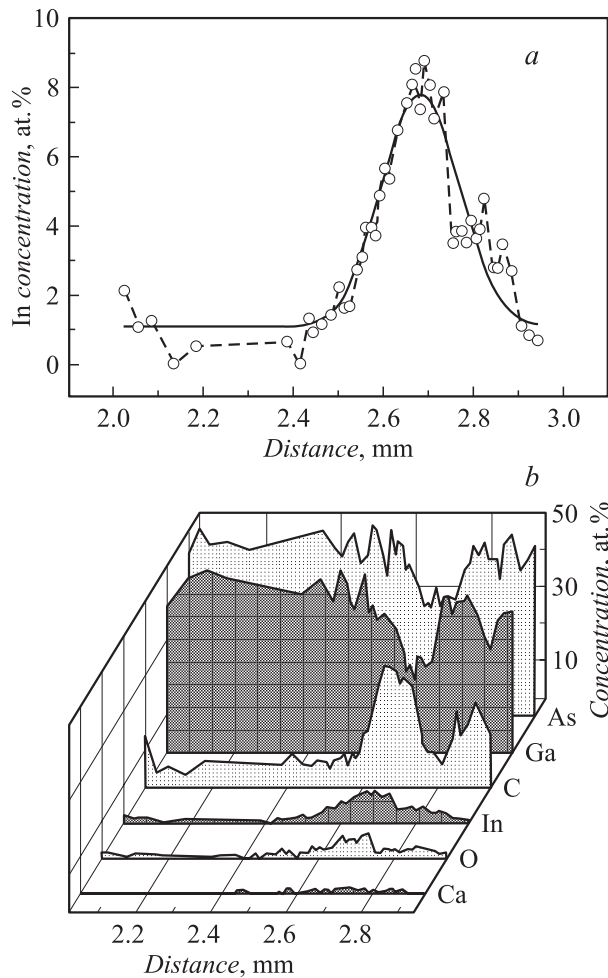 10
8
6
4
2
0
In concentration, at.%
a
2.0 2.2 2.4 2.6 2.8 3.0
Distance, mm
b
50
30
10
Concentration, at.%
As
Ga
C
In
O
Ca
2.2 2.4 2.6 2.8
Distance, mm